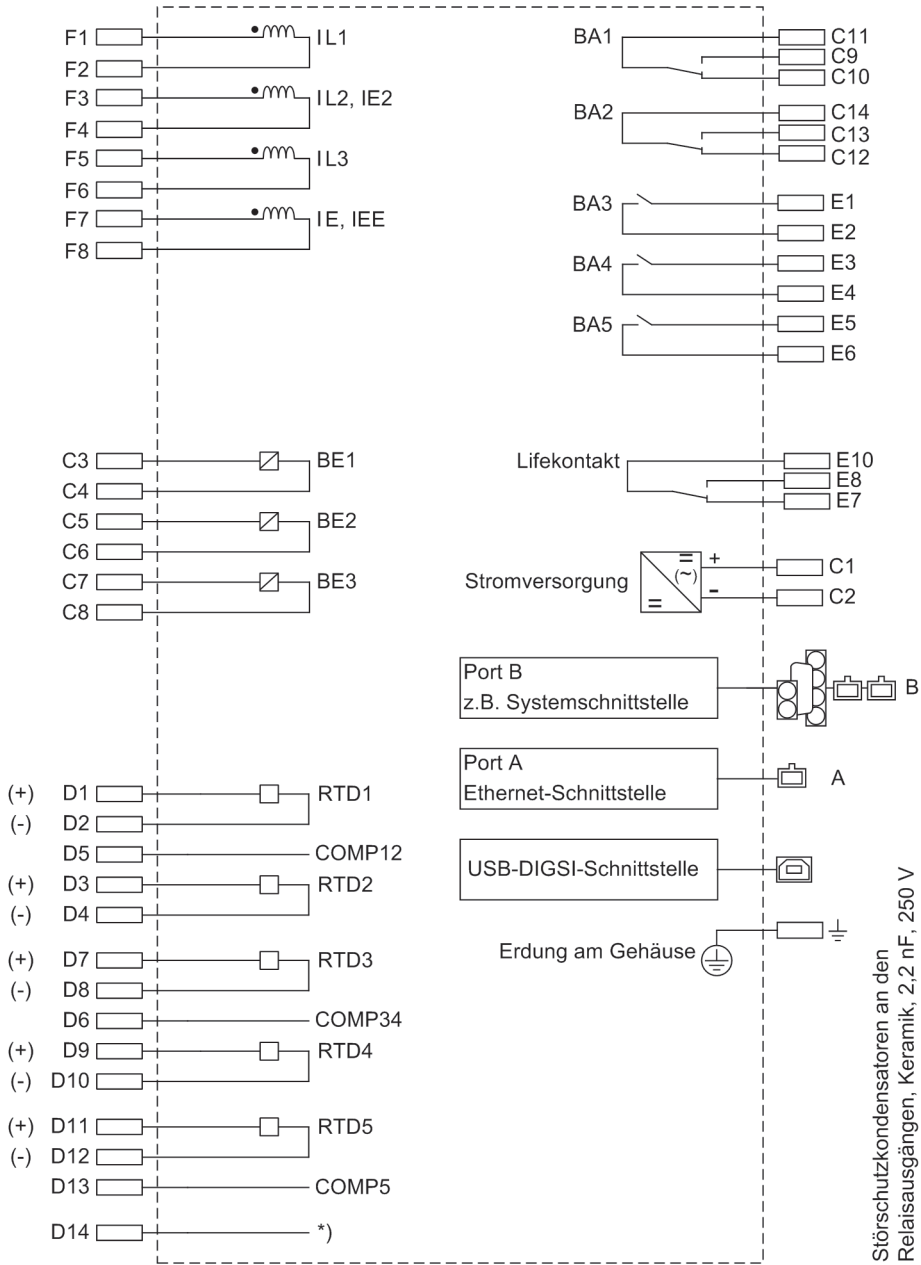 F1 IL1
F2
F3 IL2, IE2
F4
F5 IL3
F6
F7 IE, IEE
F8
C3 BE1
C4
C5 BE2
C6
C7 BE3
C8
(+) D1 RTD1
(-) D2
D5 COMP12
(+) D3 RTD2
(-) D4
(+) D7 RTD3
(-) D8
D6 COMP34
(+) D9 RTD4
(-) D10
(+) D11 RTD5
(-) D12
D13 COMP5
D14 *)
BA1 C11
C9
C10
BA2 C14
C13
C12
BA3 E1
E2
BA4 E3
E4
BA5 E5
E6
Lifekontakt E10
E8
E7
Stromversorgung = (~) = + C1
- C2
Port B
z.B. Systemschnittstelle
B
Port A
Ethernet-Schnittstelle
A
USB-DIGSI-Schnittstelle
Erdung am Gehäuse
Störschutzkondensatoren an den
Relaisausgängen, Keramik, 2,2 nF, 250 V